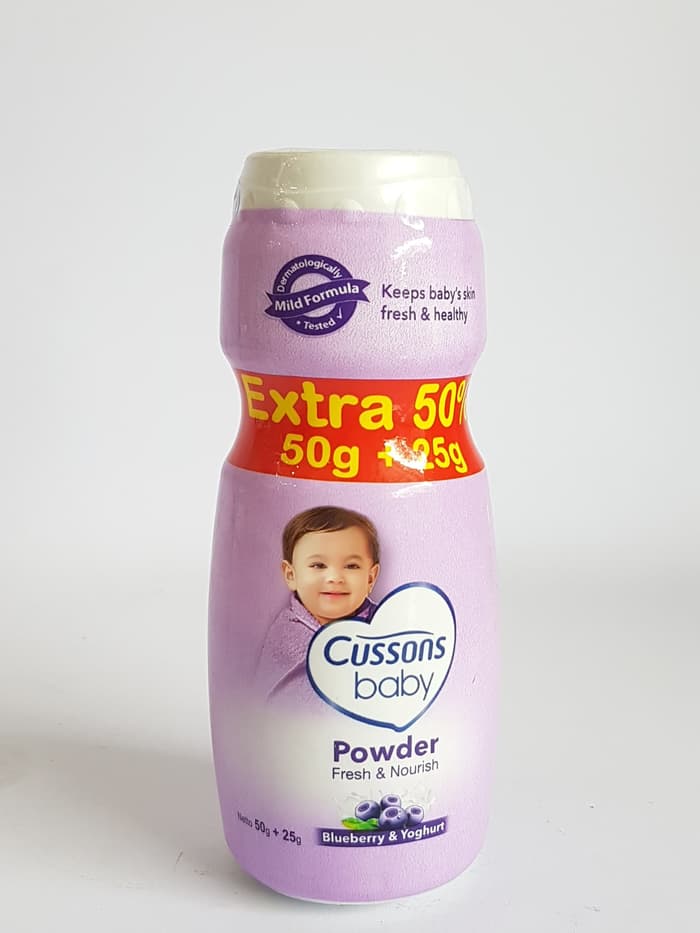 Dermatologically
Mild Formula
• Tested ✓
Keeps baby's skin
fresh & healthy
Extra 50%
50g + 25g
Cussons
baby
Powder
Fresh & Nourish
Netto 50g + 25g
Blueberry & Yoghurt